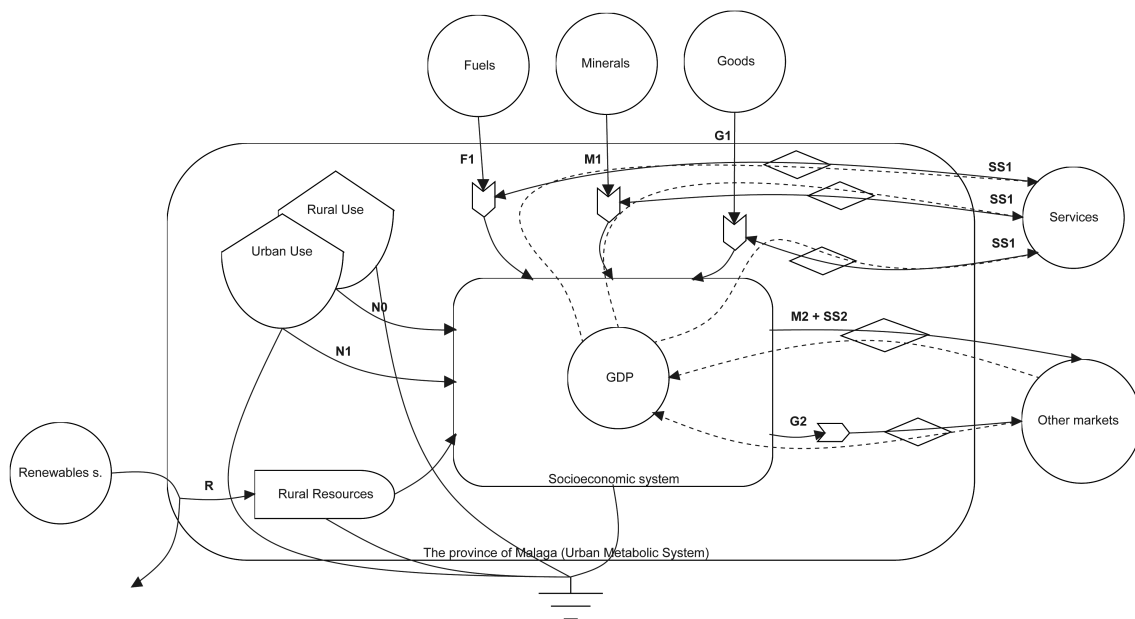 Fuels
Minerals
Goods
G1
F1
M1
SS1
SS1
SS1
Services
Rural Use
Urban Use
N0
N1
M2 + SS2
GDP
G2
Other markets
Renewables s.
R
Rural Resources
Socioeconomic system
The province of Malaga (Urban Metabolic System)